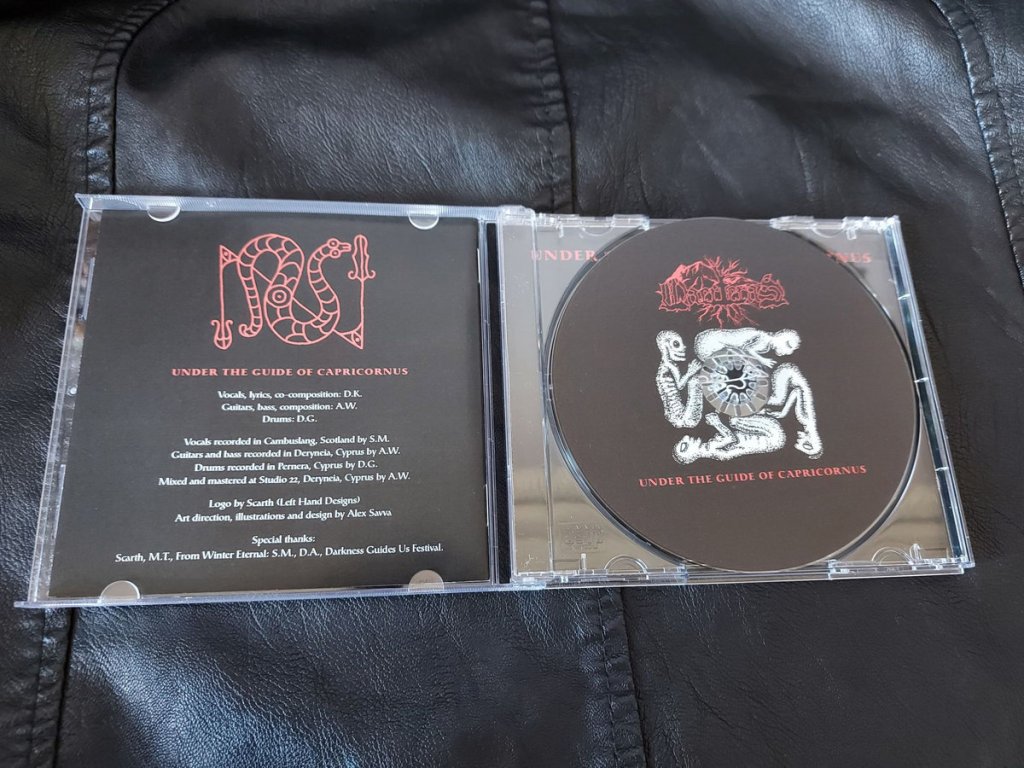 UNDER THE GUIDE OF CAPRICORNUS
Vocals, lyrics, co-composition: D.K.
Guitars, bass, composition: A.W.
Drums: D.G.
Vocals recorded in Cambuslang, Scotland by S.M.
Guitars and bass recorded in Deryneia, Cyprus by A.W.
Drums recorded in Pernera, Cyprus by D.G.
Mixed and mastered at Studio 22, Deryneia, Cyprus by A.W.
Logo by Scarth (Left Hand Designs)
Art direction, illustrations and design by Alex Savva
Special thanks:
Scarth, M.T., From Winter Eternal: S.M., D.A., Darkness Guides Us Festival.
UNDER
RNUS
UNDER THE GUIDE OF CAPRICORNUS